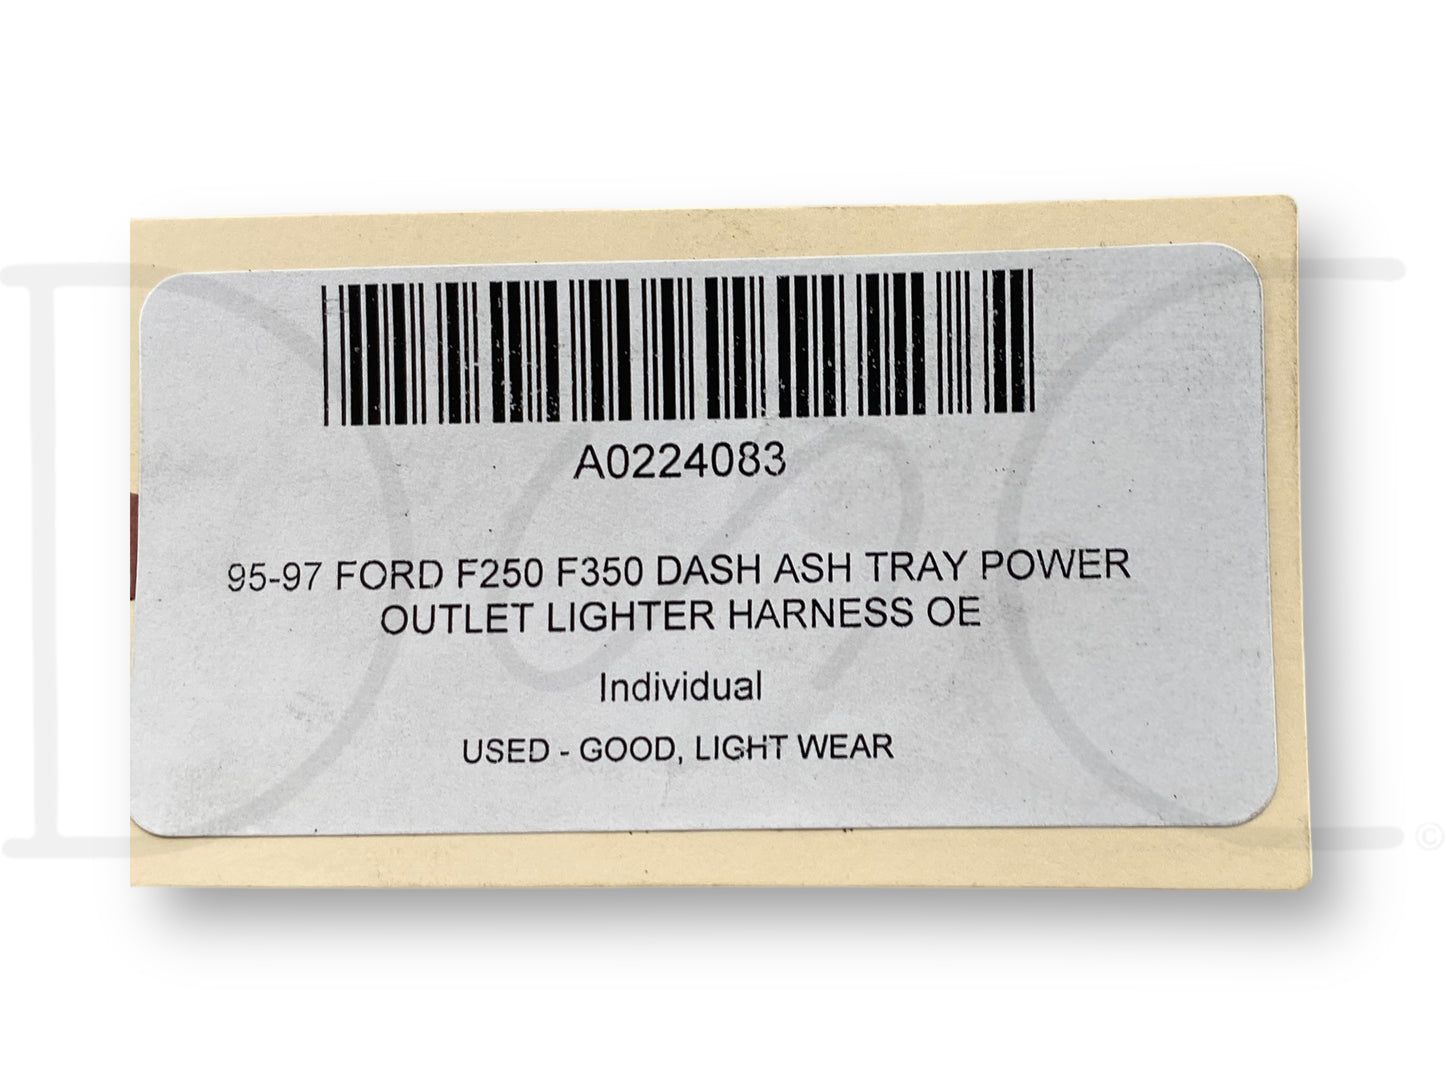 A0224083
95-97 FORD F250 F350 DASH ASH TRAY POWER
OUTLET LIGHTER HARNESS OE
Individual
USED - GOOD, LIGHT WEAR
©